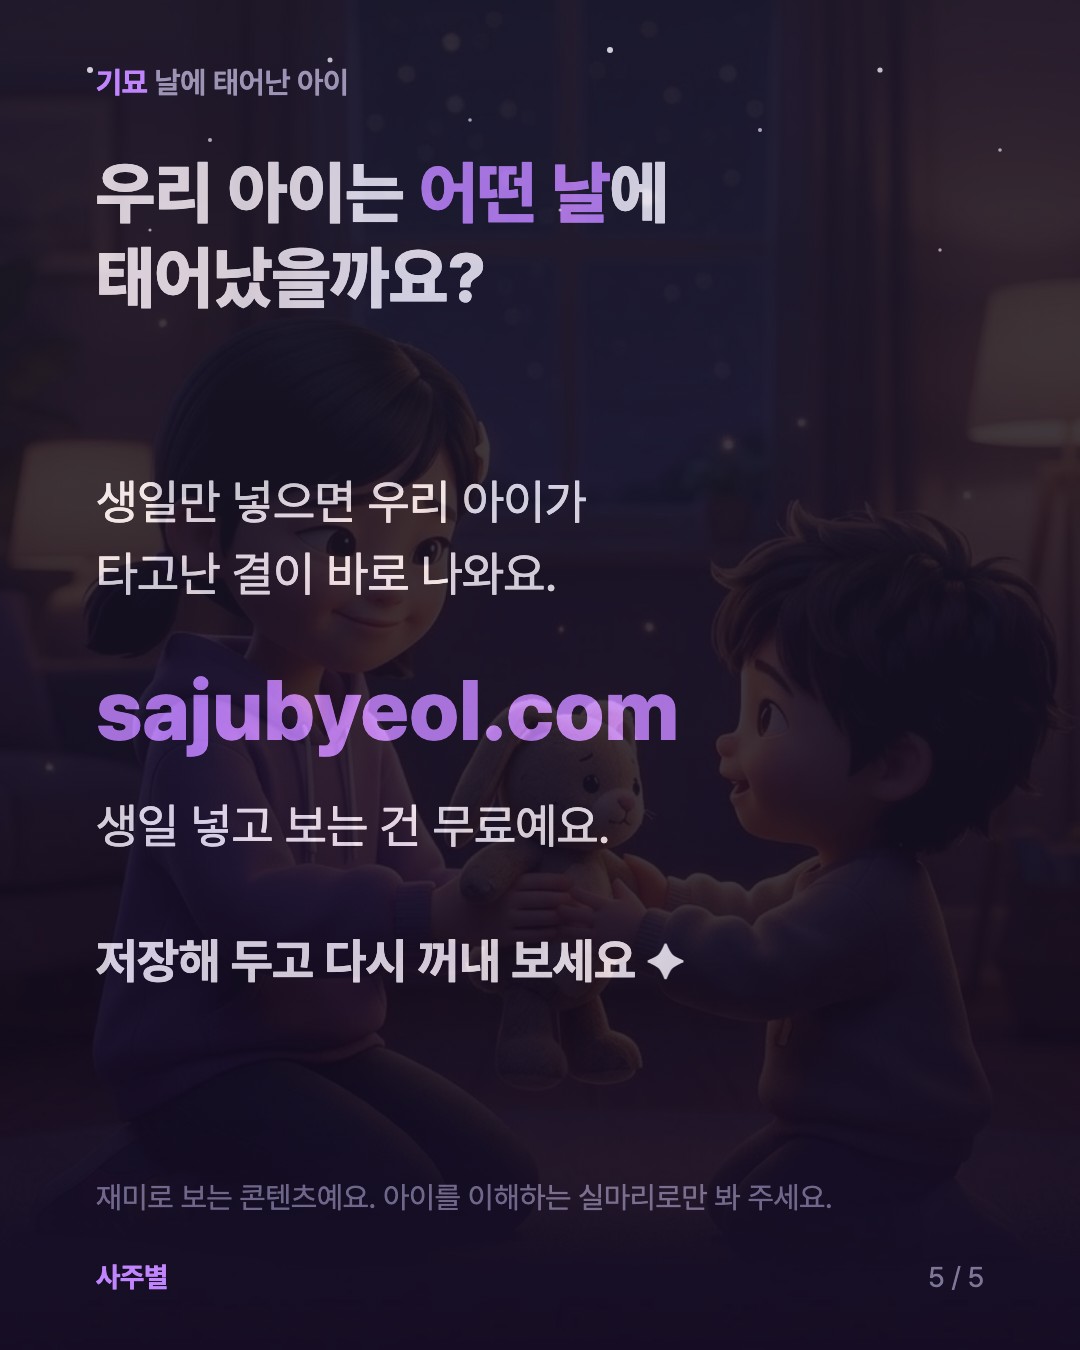 기묘 날에 태어난 아이
우리 아이는 어떤 날에
태어났을까요?
생일만 넣으면 우리 아이가
타고난 결이 바로 나와요.
sajubyeol.com
생일 넣고 보는 건 무료예요.
저장해 두고 다시 꺼내 보세요 ✦
재미로 보는 콘텐츠예요. 아이를 이해하는 실마리로만 봐 주세요.
사주별
5 / 5